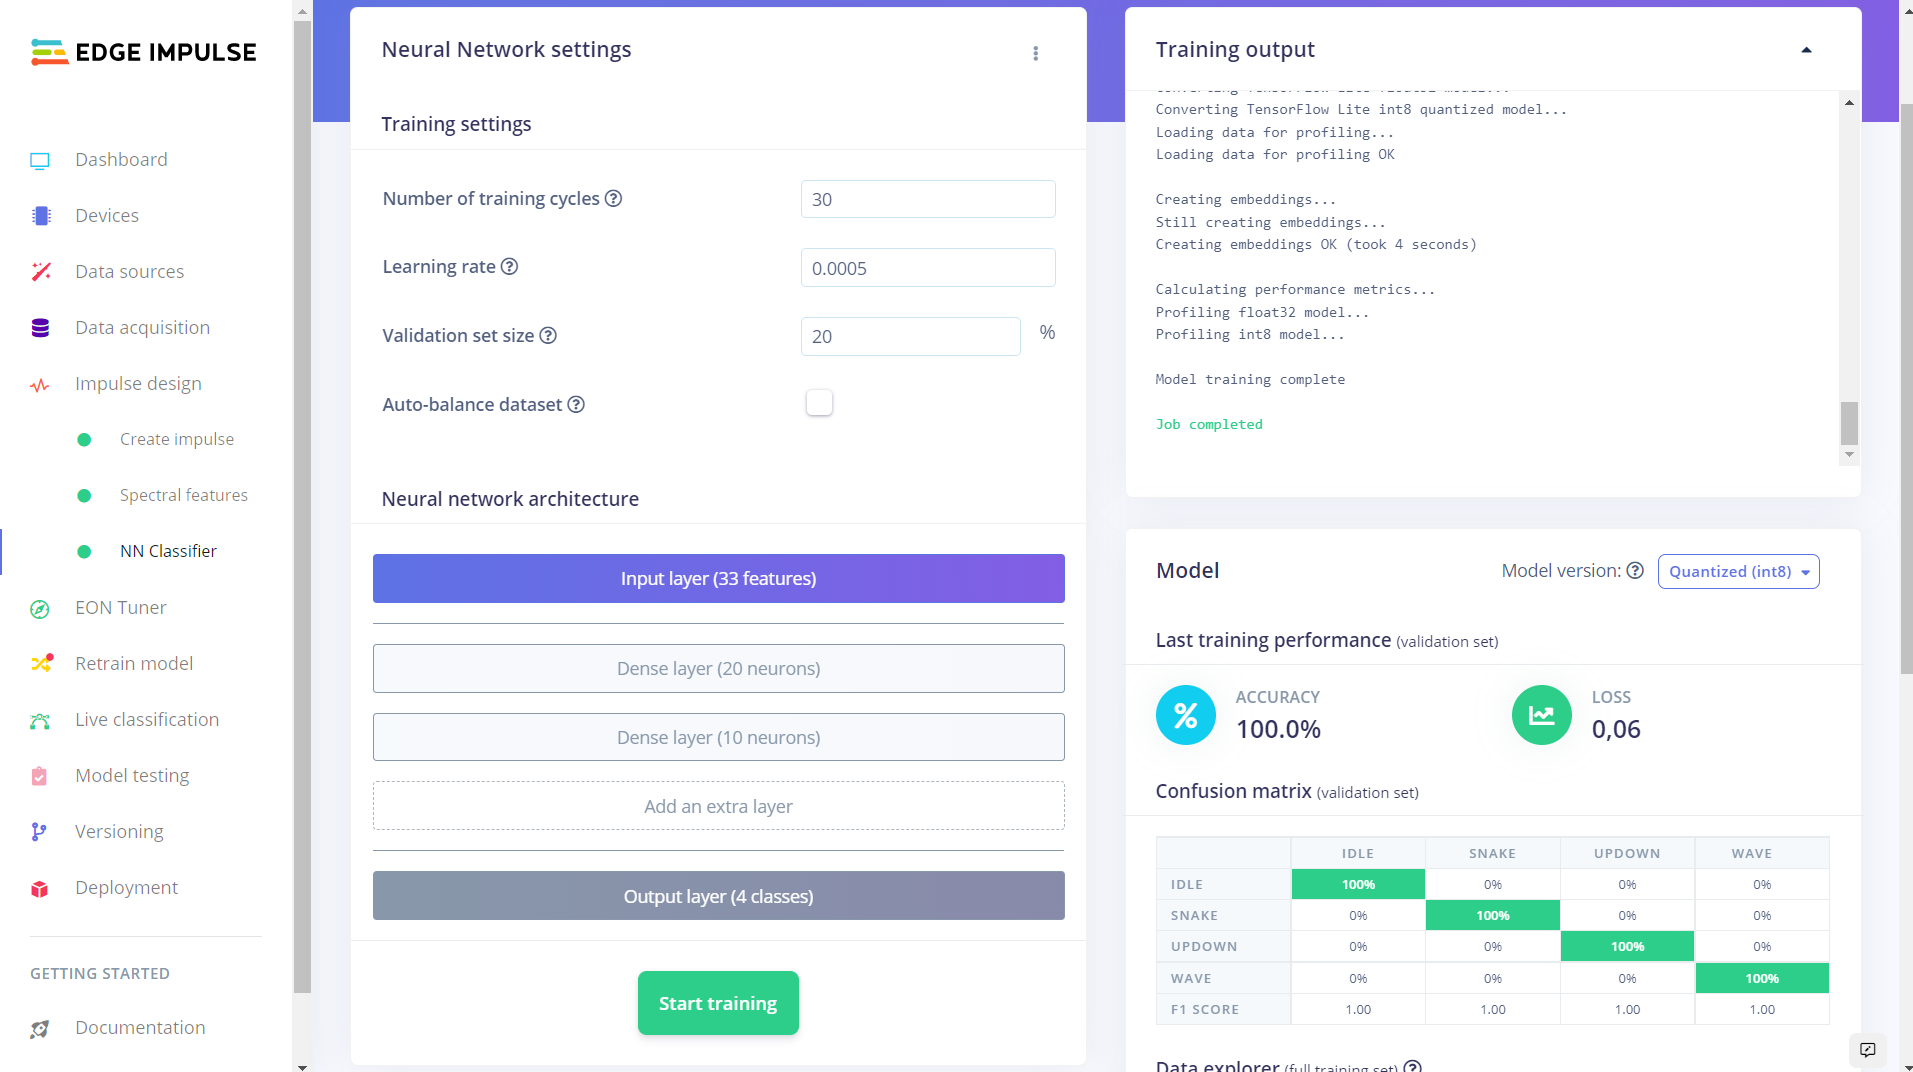 EDGE IMPULSE
Dashboard
Devices
Data sources
Data acquisition
Impulse design
Create impulse
Spectral features
NN Classifier
EON Tuner
Retrain model
Live classification
Model testing
Versioning
Deployment
GETTING STARTED
Documentation
Neural Network settings
Training settings
Number of training cycles
30
Learning rate
0.0005
Validation set size
20 %
Auto-balance dataset
Neural network architecture
Input layer (33 features)
Dense layer (20 neurons)
Dense layer (10 neurons)
Add an extra layer
Output layer (4 classes)
Start training
Training output
Converting TensorFlow Lite float32 model...
Converting TensorFlow Lite int8 quantized model...
Loading data for profiling...
Loading data for profiling OK
Creating embeddings...
Still creating embeddings...
Creating embeddings OK (took 4 seconds)
Calculating performance metrics...
Profiling float32 model...
Profiling int8 model...
Model training complete
Job completed
Model
Model version: Quantized (int8)
Last training performance (validation set)
ACCURACY
100.0%
LOSS
0,06
Confusion matrix (validation set)
IDLE SNAKE UPDOWN WAVE
IDLE 100% 0% 0% 0%
SNAKE 0% 100% 0% 0%
UPDOWN 0% 0% 100% 0%
WAVE 0% 0% 0% 100%
F1 SCORE 1.00 1.00 1.00 1.00
Data explorer (full training set)